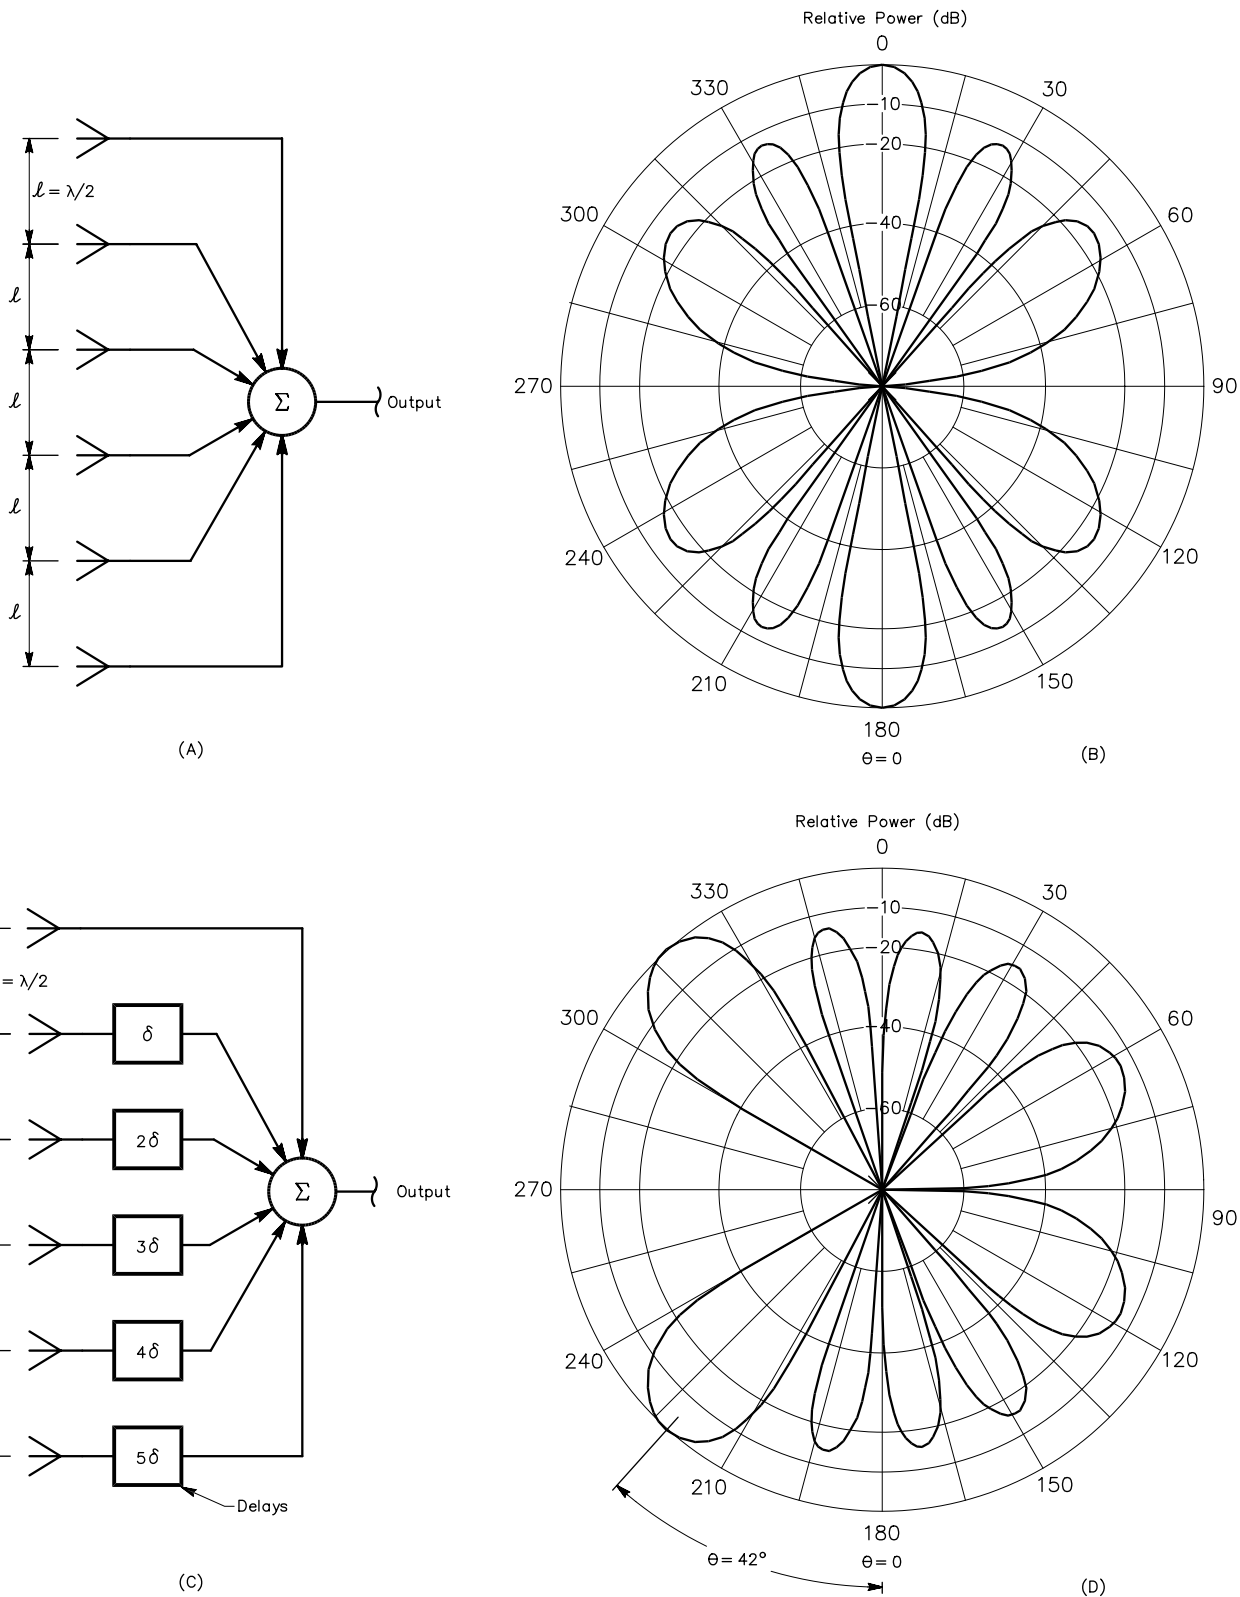 Relative Power (dB)
0
330
30
-10
-20
300
60
-40
-60
270
90
240
120
210
150
180
θ= 0
(B)
ℓ = λ/2
ℓ
ℓ
ℓ
ℓ
Σ
Output
(A)
Relative Power (dB)
0
330
30
-10
-20
300
60
-40
-60
270
90
240
120
210
150
180
θ= 42°
θ= 0
(D)
= λ/2
δ
2δ
3δ
4δ
5δ
Σ
Output
Delays
(C)